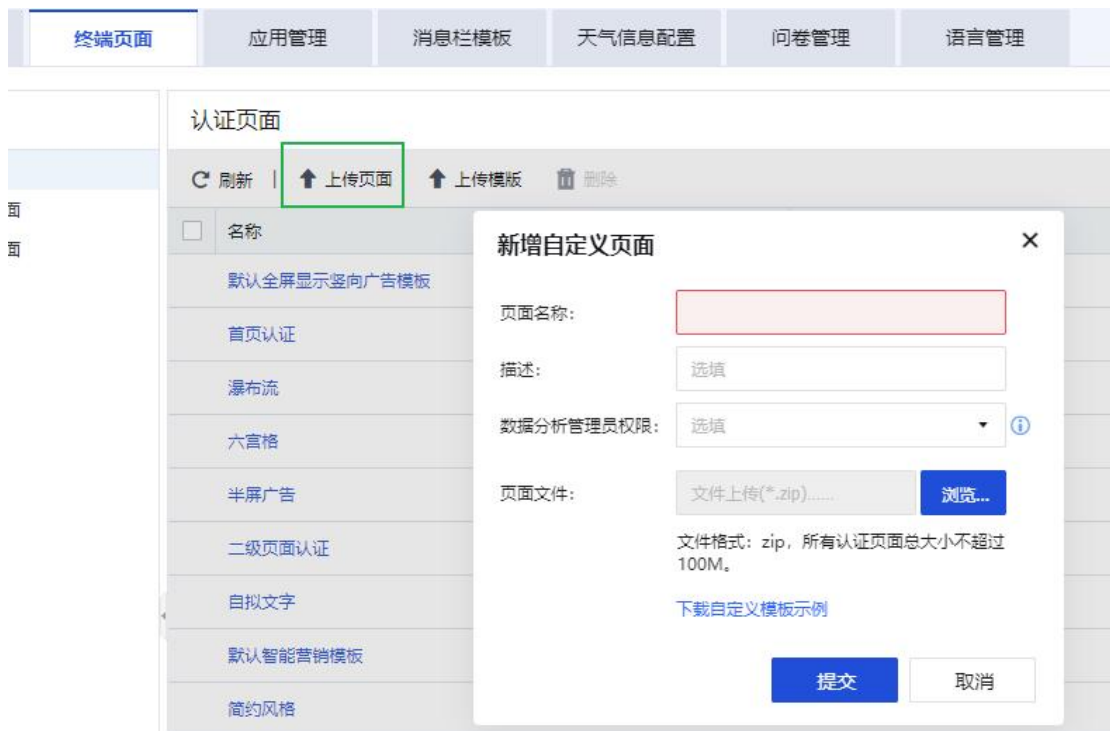 终端页面 应用管理 消息栏模板 天气信息配置 问卷管理 语言管理
认证页面
刷新 | 上传页面 上传模版 删除
面
面
名称
默认全屏显示竖向广告模板
首页认证
瀑布流
六宫格
半屏广告
二级页面认证
自拟文字
默认智能营销模板
简约风格
新增自定义页面
页面名称:
描述: 选填
数据分析管理员权限: 选填
页面文件: 文件上传(*.zip)...... 浏览...
文件格式：zip，所有认证页面总大小不超过
100M。
下载自定义模板示例
提交 取消